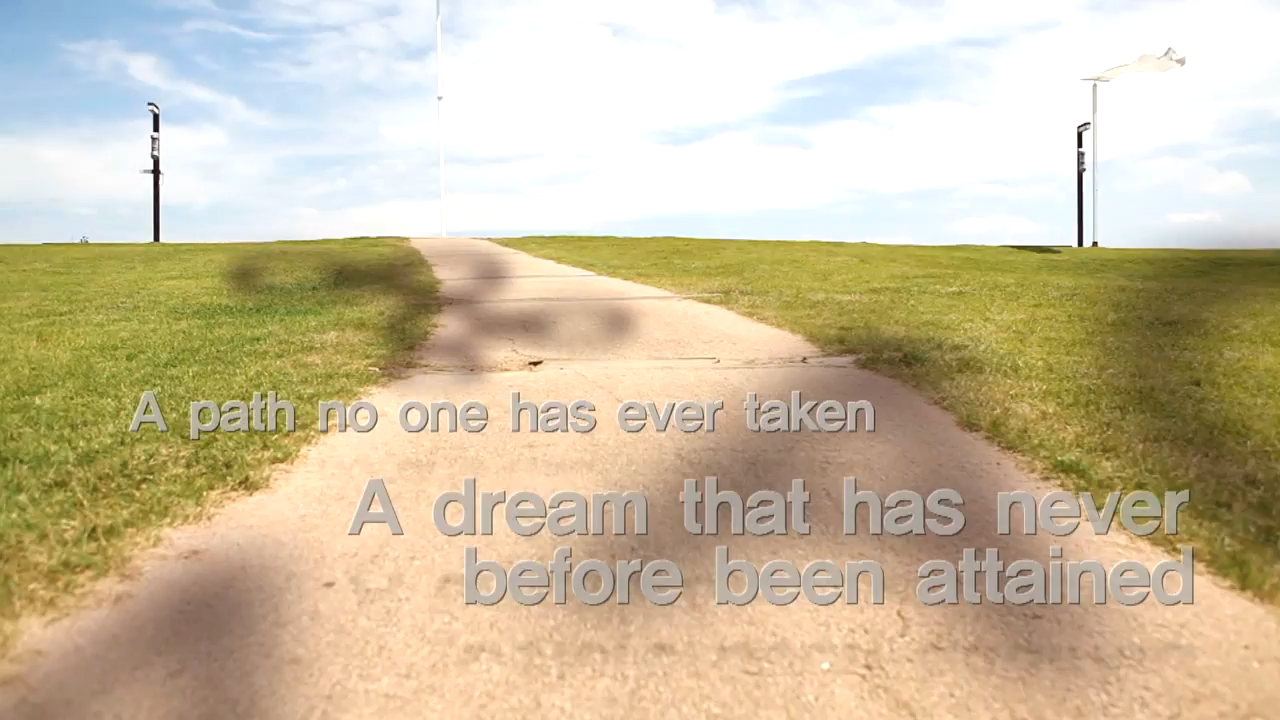 A path no one has ever taken
A dream that has never
before been attained